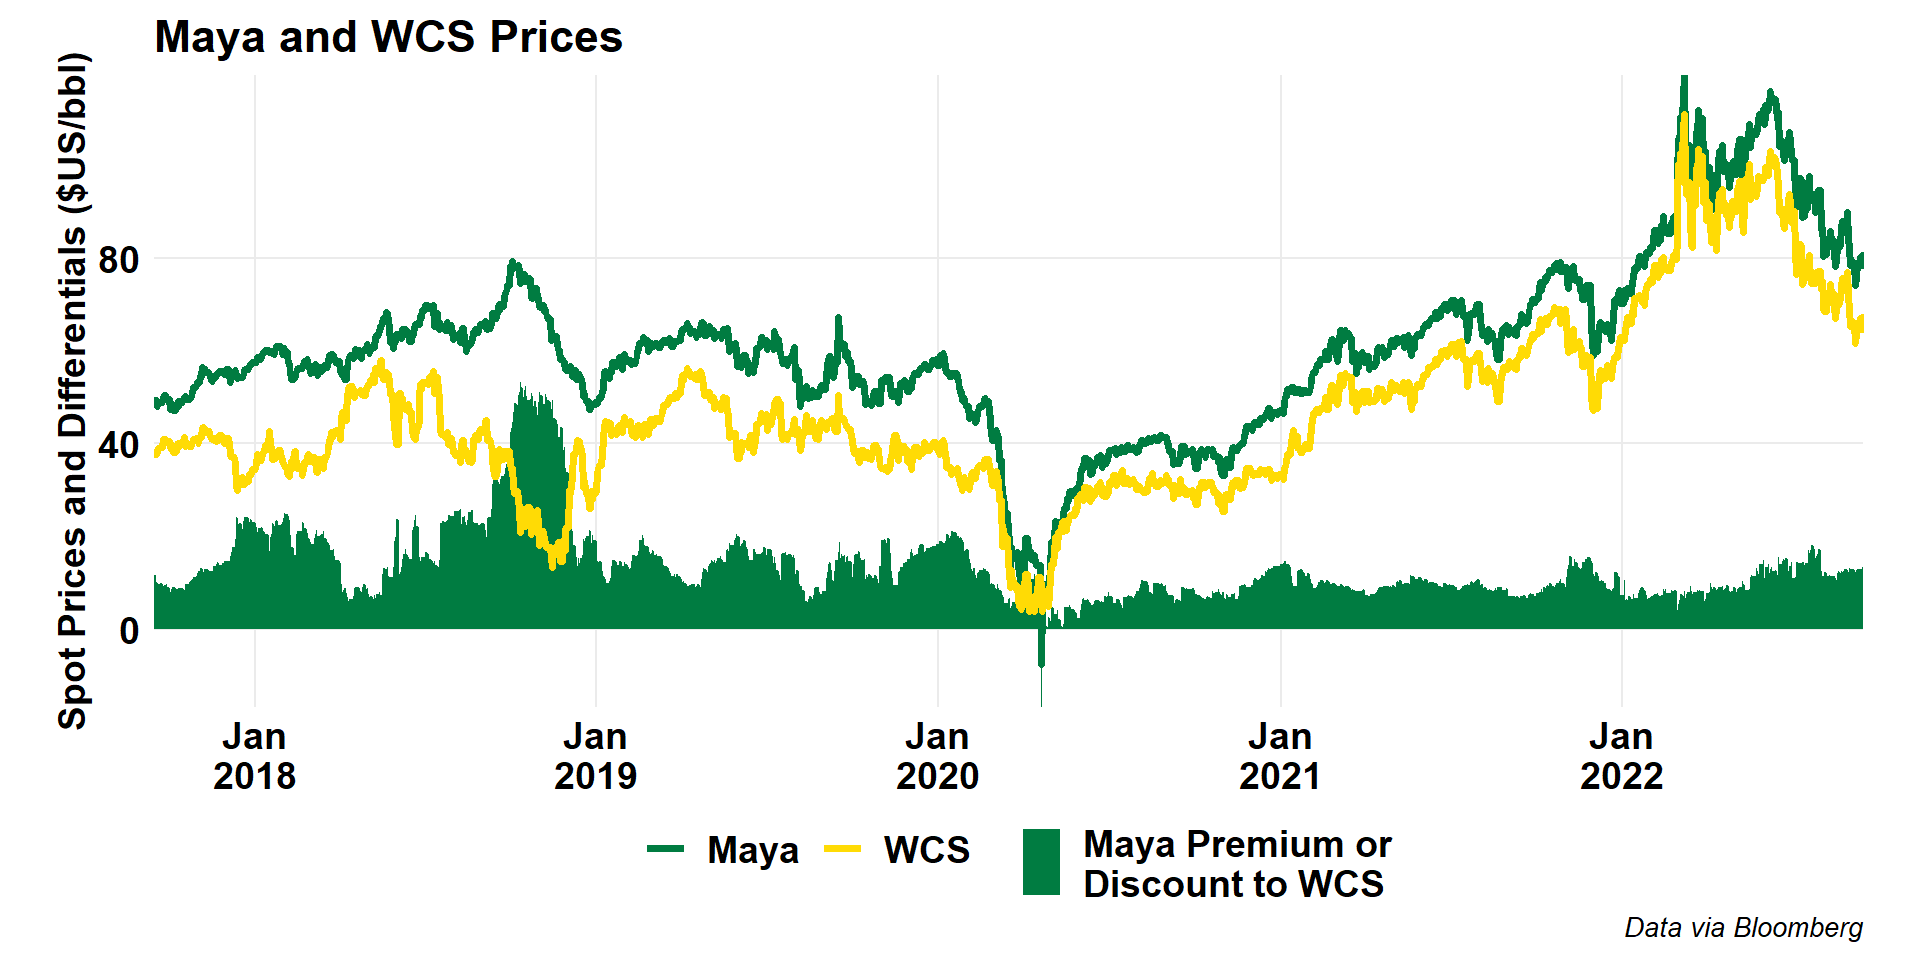 Maya and WCS Prices
Spot Prices and Differentials ($US/bbl)
80
40
0
Jan
2018
Jan
2019
Jan
2020
Jan
2021
Jan
2022
Maya
WCS
Maya Premium or
Discount to WCS
Data via Bloomberg